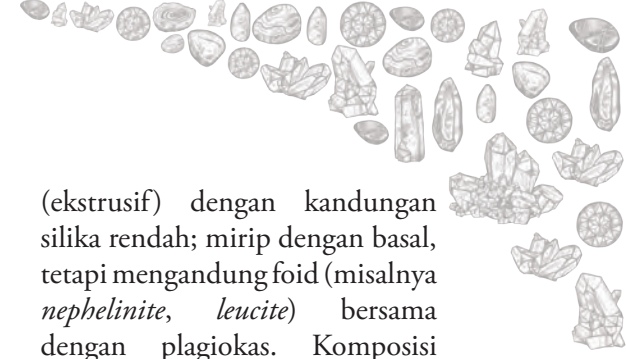 (ekstrusif) dengan kandungan
silika rendah; mirip dengan basal,
tetapi mengandung foid (misalnya
nephelinite, leucite) bersama
dengan plagiokas. Komposisi